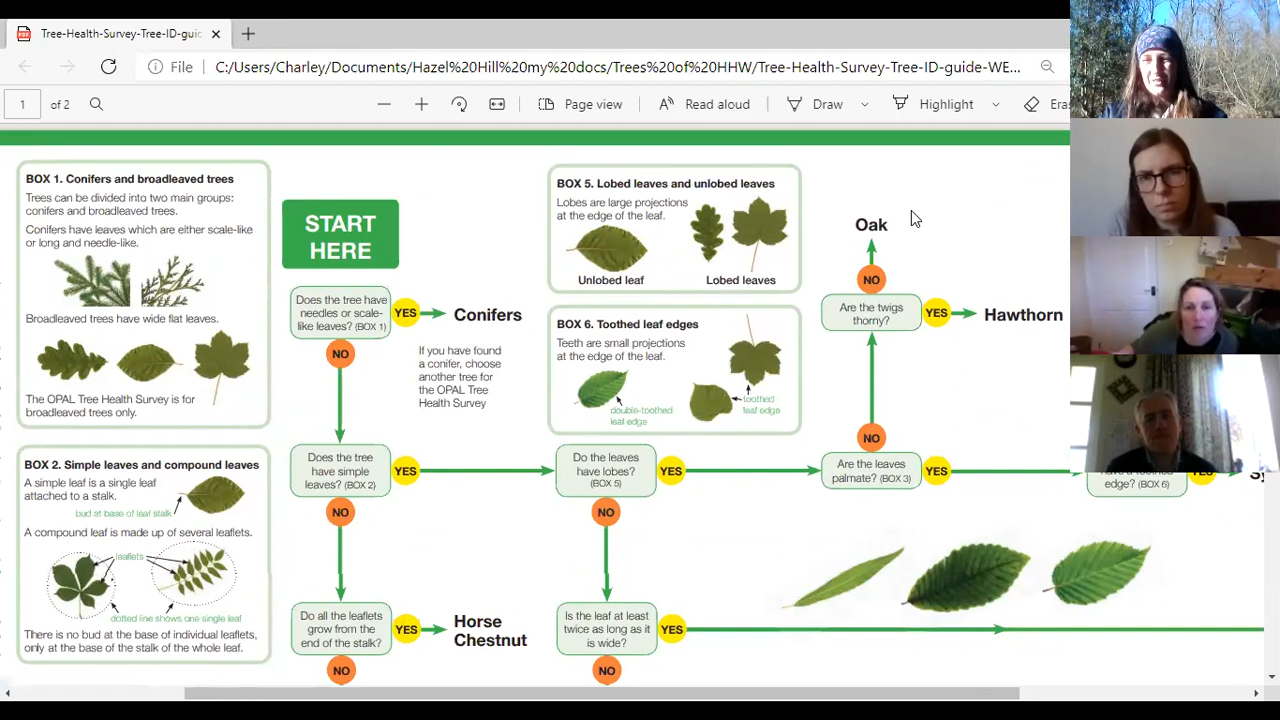 Tree-Health-Survey-Tree-ID-guid
File
C:/Users/Charley/Documents/Hazel%20Hill%20my%20docs/Trees%20of%20HHW/Tree-Health-Survey-Tree-ID-guide-WE...
1
of 2
Page view
Read aloud
Draw
Highlight
BOX 1. Conifers and broadleaved trees
Trees can be divided into two main groups:
conifers and broadleaved trees.
Conifers have leaves which are either scale-like
or long and needle-like.
Broadleaved trees have wide flat leaves.
The OPAL Tree Health Survey is for
broadleaved trees only.
BOX 2. Simple leaves and compound leaves
A simple leaf is a single leaf
attached to a stalk.
bud at base of leaf stalk
A compound leaf is made up of several leaflets.
leaflets
dotted line shows one single leaf
There is no bud at the base of individual leaflets,
only at the base of the stalk of the whole leaf.
START
HERE
Does the tree have
needles or scale-
like leaves? (BOX 1)
YES
Conifers
NO
If you have found
a conifer, choose
another tree for
the OPAL Tree
Health Survey
Does the tree
have simple
leaves? (BOX 2)
YES
NO
Do all the leaflets
grow from the
end of the stalk?
YES
Horse
Chestnut
NO
BOX 5. Lobed leaves and unlobed leaves
Lobes are large projections
at the edge of the leaf.
Unlobed leaf
Lobed leaves
BOX 6. Toothed leaf edges
Teeth are small projections
at the edge of the leaf.
double-toothed
leaf edge
toothed
leaf edge
Do the leaves
have lobes?
(BOX 5)
YES
NO
Is the leaf at least
twice as long as it
is wide?
YES
NO
Oak
NO
Are the twigs
thorny?
YES
Hawthorn
NO
Are the leaves
palmate? (BOX 3)
YES
have a toothed
edge? (BOX 6)
YES